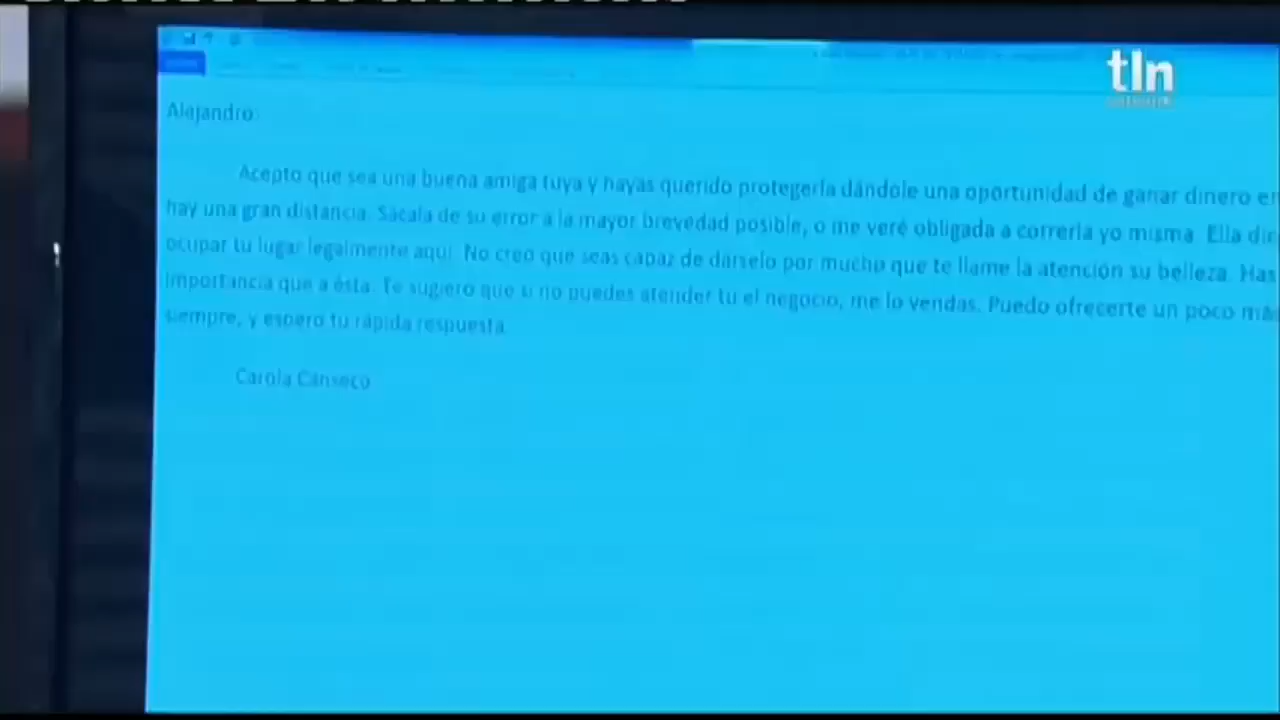 tln
Alejandro:
Acepto que sea una buena amiga tuya y hayas querido protegerla dándole una oportunidad de ganar dinero en
hay una gran distancia. Sácala de su error a la mayor brevedad posible, o me veré obligada a correrla yo misma. Ella
ocupar tu lugar legalmente aquí. No creo que seas capaz de dárselo por mucho que te llame la atención su belleza.
importancia que a ésta. Te sugiero que si no puedes atender tu el negocio, me lo vendas. Puedo ofrecerte un poco
siempre, y espero tu rápida respuesta.
Carola Canseco